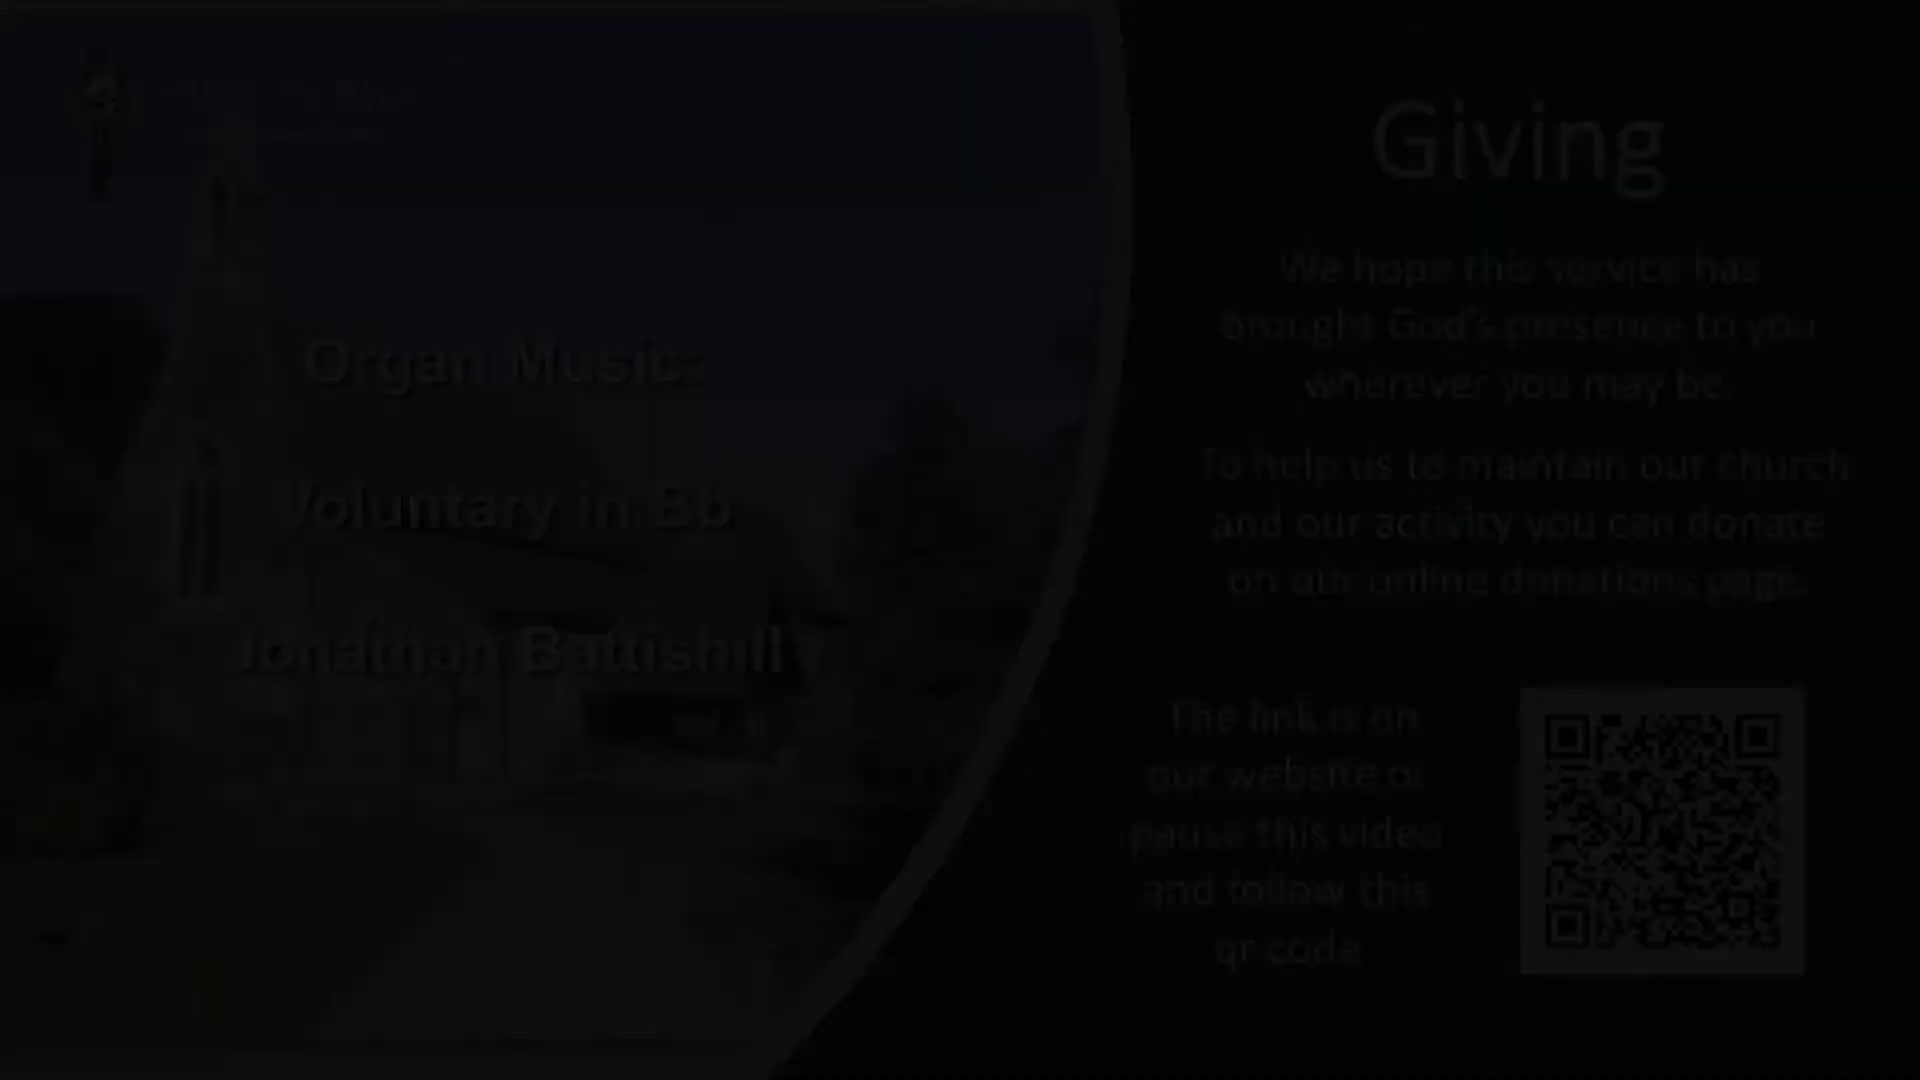 Organ Music:
Voluntary in Bb
Jonathan Battishill
Giving
We hope this service has
brought God's presence to you
wherever you may be.
To help us to maintain our church
and our activity you can donate
on our online donations page.
The link is on
our website or
pause this video
and follow this
qr code